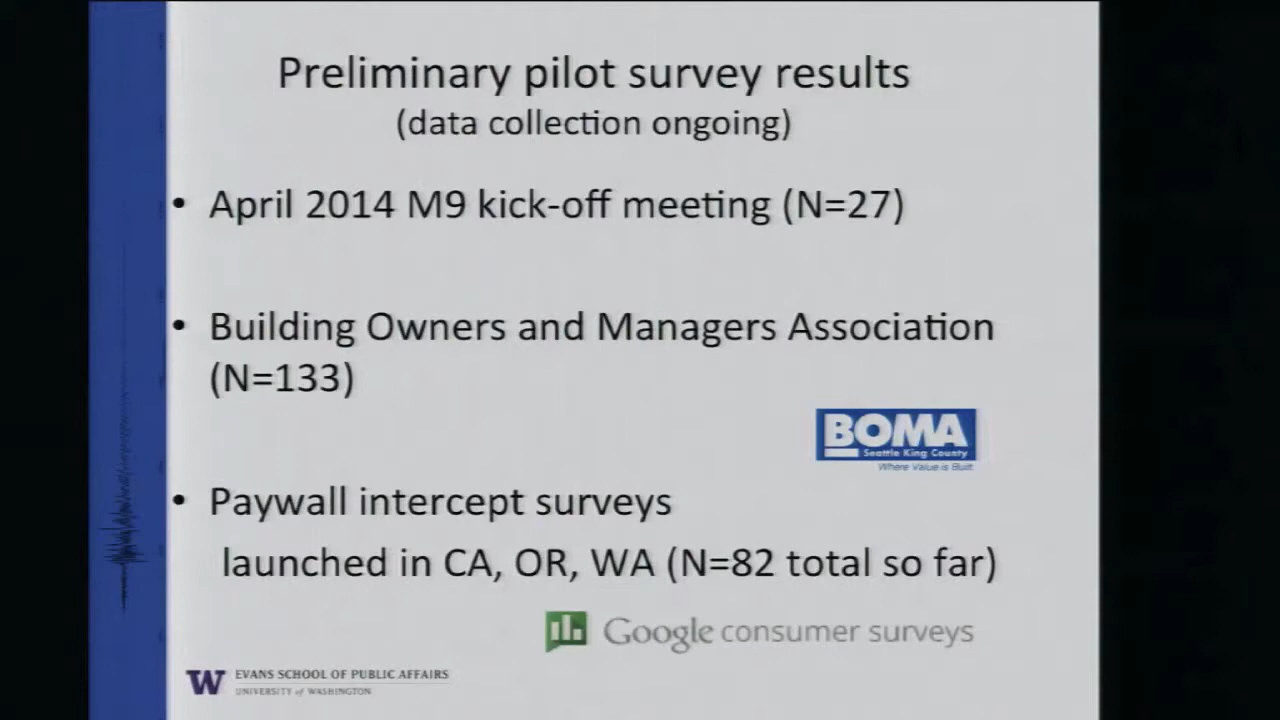 Preliminary pilot survey results
(data collection ongoing)
• April 2014 M9 kick-off meeting (N=27)
• Building Owners and Managers Association
(N=133)
BOMA
Seattle King County
Where Value is Built
• Paywall intercept surveys
launched in CA, OR, WA (N=82 total so far)
Google consumer surveys
W EVANS SCHOOL OF PUBLIC AFFAIRS
UNIVERSITY of WASHINGTON